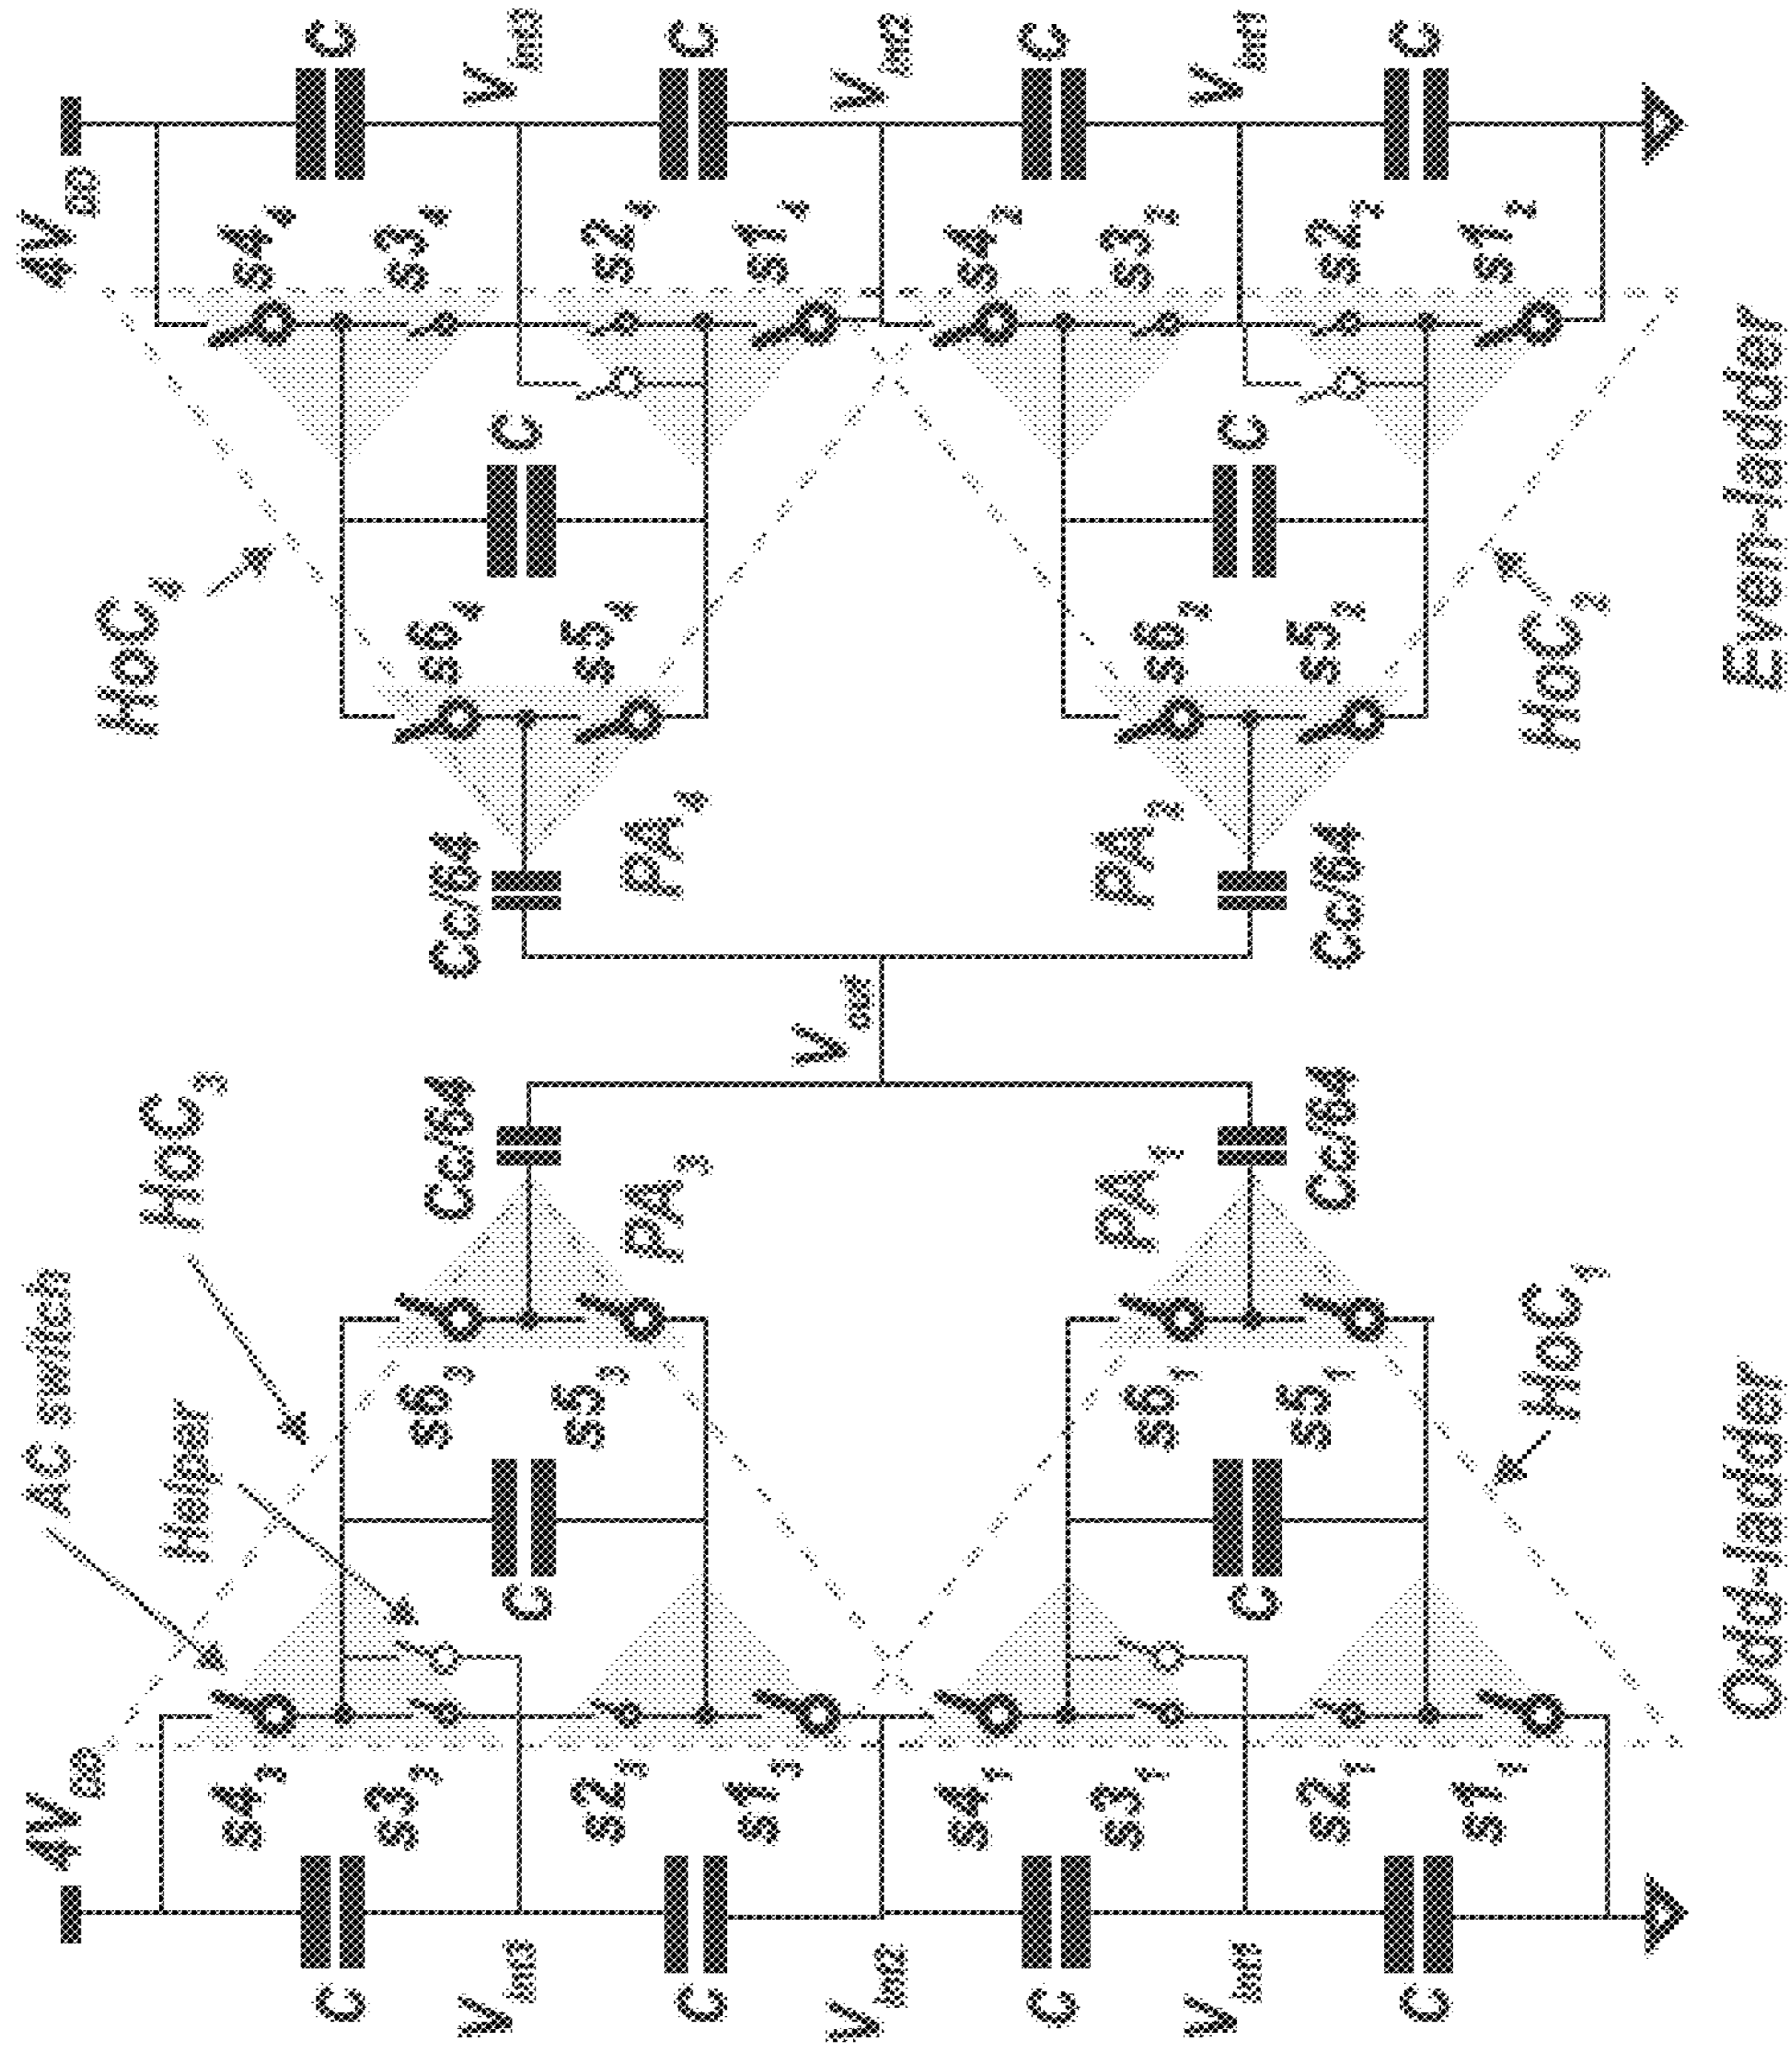 4V_DD
AC switch
Helper
HoC_3
HoC_4
4V_DD
C
s4_3
s3_3
s6_3
Cc/64
Cc/64
s6_4
C
s4_4
s3_4
C
V_int3
C
s5_3
PA_3
PA_4
s5_4
V_int3
C
s2_3
s1_3
s2_4
s1_4
C
V_int2
V_out
V_int2
C
s4_1
s3_1
s6_1
PA_1
PA_2
s6_2
s4_2
s3_2
C
V_int1
C
s5_1
Cc/64
Cc/64
s5_2
C
V_int1
C
s2_1
s1_1
HoC_1
HoC_2
s2_2
s1_2
C
Odd-ladder
Even-ladder